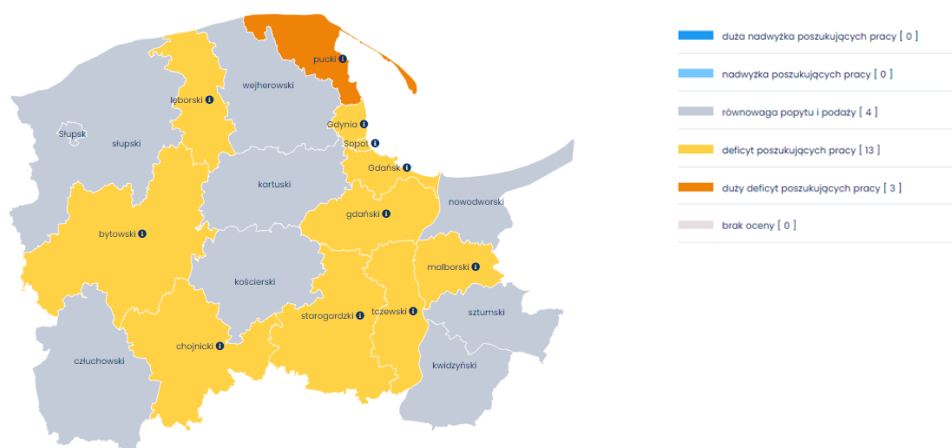 pucki
wejherowski
lęborski
Gdynia
Słupsk
Sopot
słupski
Gdańsk
kartuski
nowodworski
gdański
bytowski
malborski
kościerski
starogardzki
tczewski
sztumski
chojnicki
człuchowski
kwidzyński
duża nadwyżka poszukujących pracy [ 0 ]
nadwyżka poszukujących pracy [ 0 ]
równowaga popytu i podaży [ 4 ]
deficyt poszukujących pracy [ 13 ]
duży deficyt poszukujących pracy [ 3 ]
brak oceny [ 0 ]